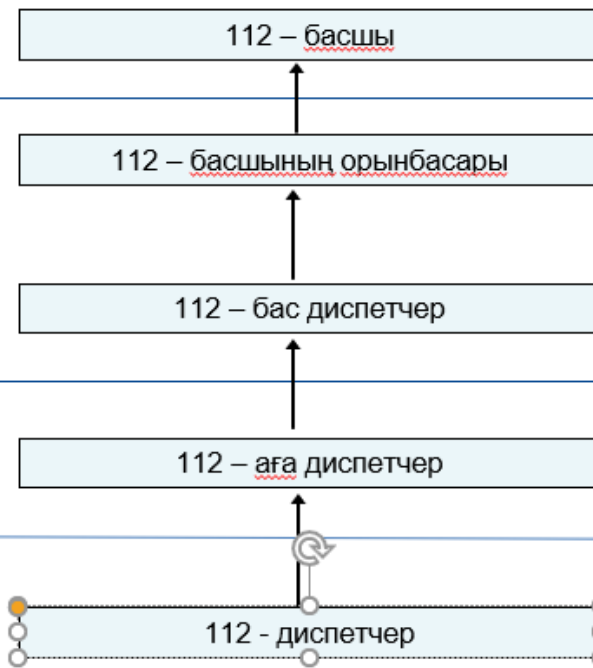 112 – басшы
112 – басшының орынбасары
112 – бас диспетчер
112 – аға диспетчер
112 - диспетчер